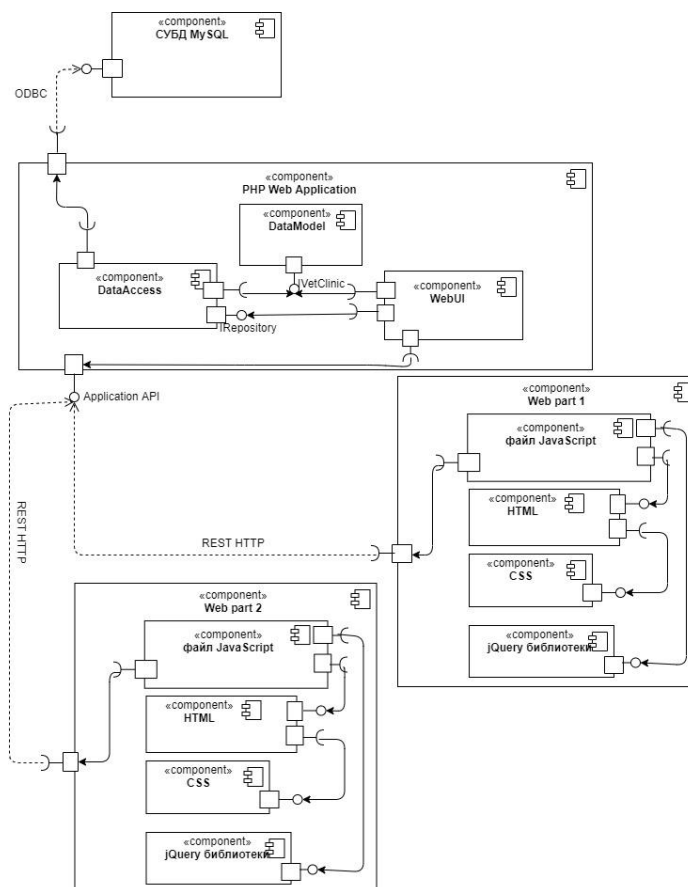 «component»
СУБД MySQL
ODBC
«component»
PHP Web Application
«component»
DataModel
«component»
DataAccess
IVetClinic
«component»
WebUI
IRepository
Application API
«component»
Web part 1
«component»
файл JavaScript
«component»
HTML
REST HTTP
REST HTTP
«component»
CSS
«component»
jQuery библиотеки
«component»
Web part 2
«component»
файл JavaScript
«component»
HTML
«component»
CSS
«component»
jQuery библиотеки